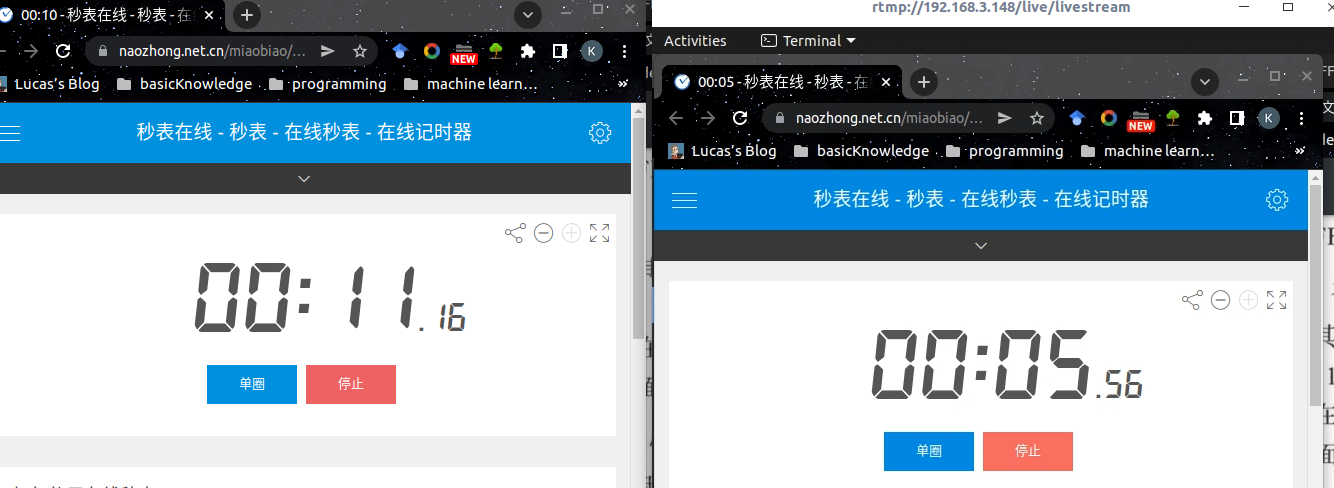 00:10 - 秒表在线 - 秒表 - 在
naozhong.net.cn/miaobiao/…
NEW
K
Lucas's Blog
basicKnowledge
programming
machine learn…
»
秒表在线 - 秒表 - 在线秒表 - 在线记时器
00:11.16
单圈
停止
rtmp://192.168.3.148/live/livestream
Activities
Terminal
00:05 - 秒表在线 - 秒表 - 在
naozhong.net.cn/miaobiao/…
NEW
K
Lucas's Blog
basicKnowledge
programming
machine learn…
»
秒表在线 - 秒表 - 在线秒表 - 在线记时器
00:05.56
单圈
停止